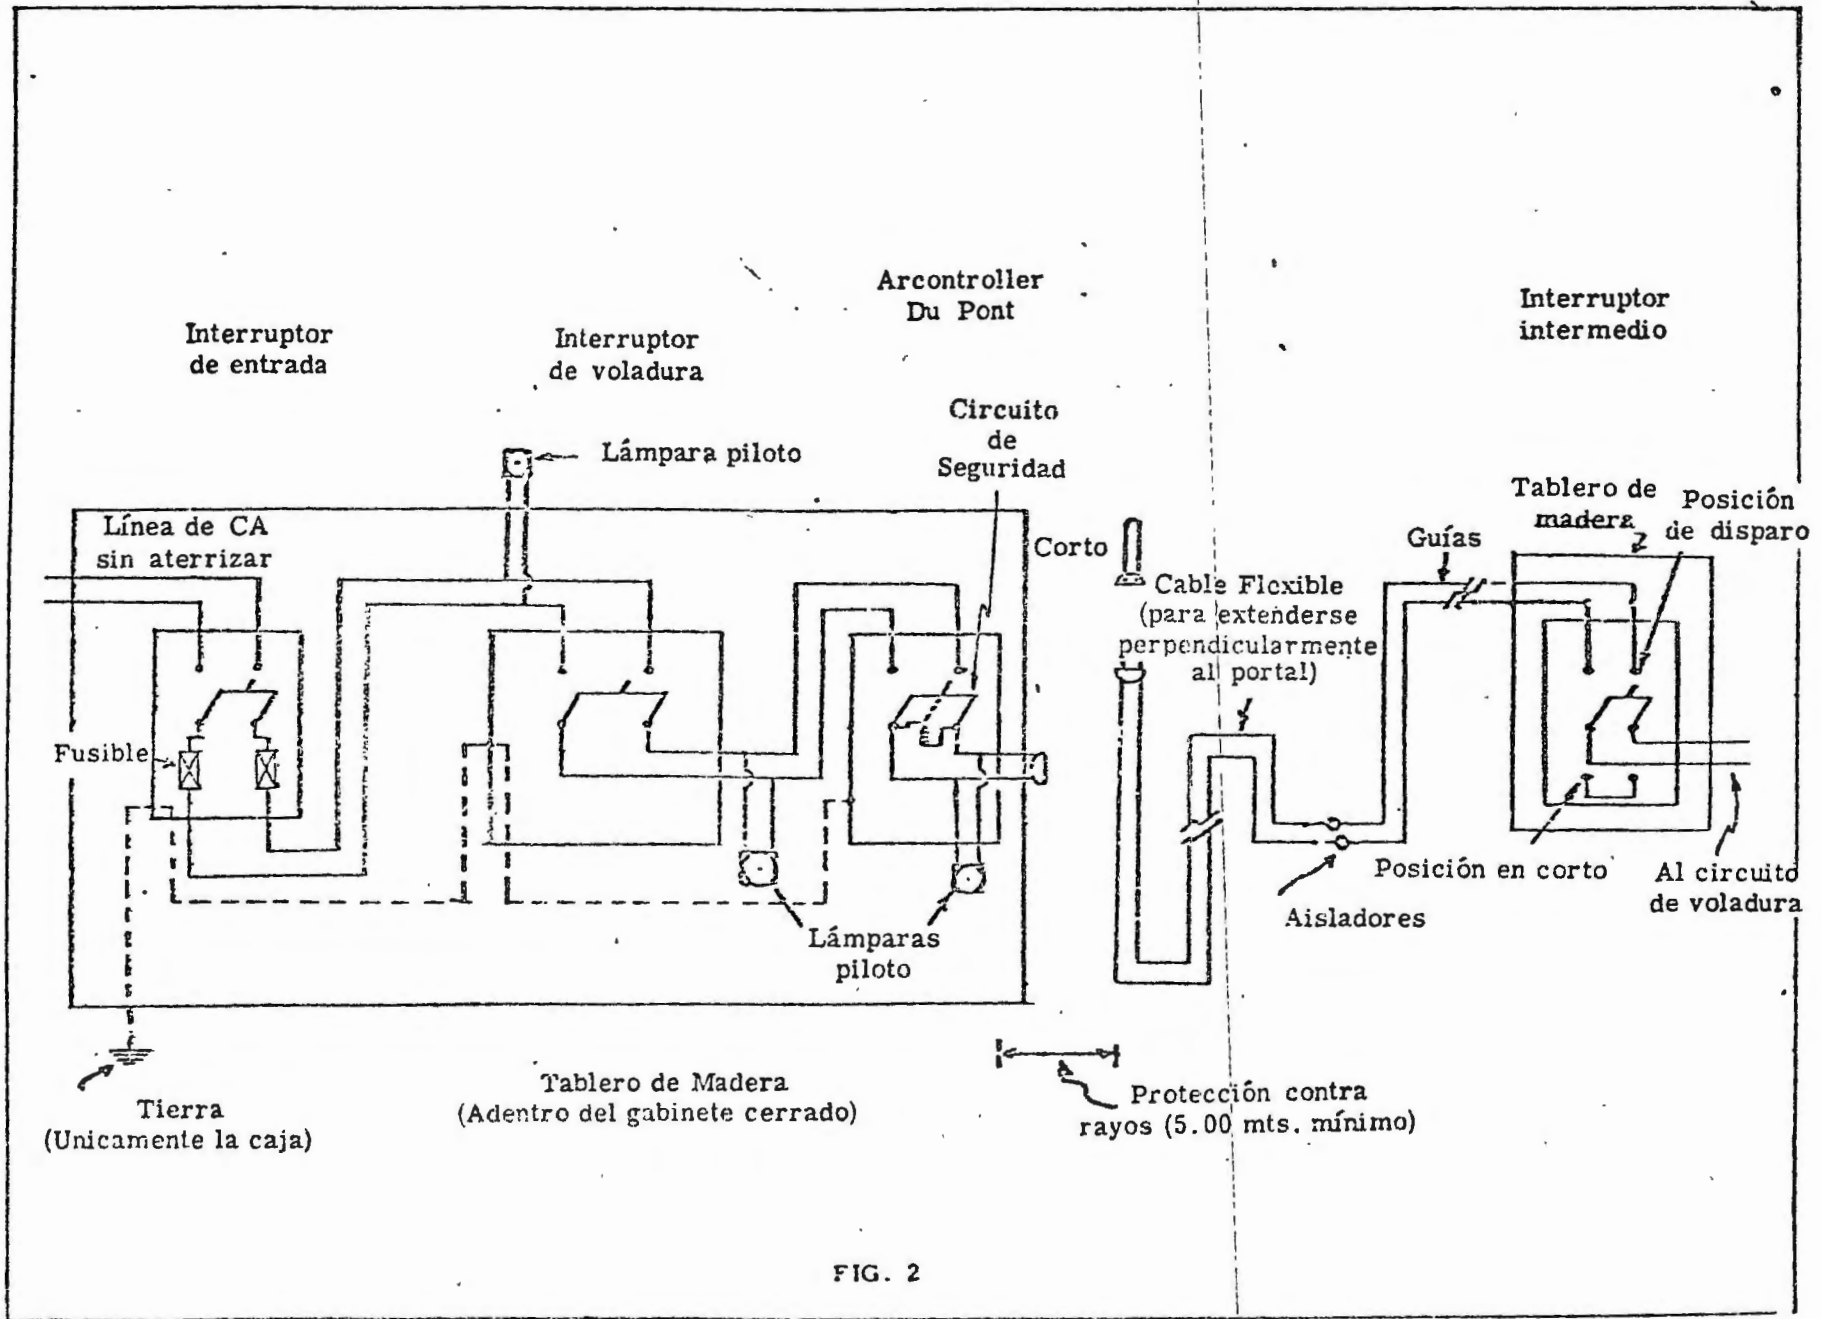 Arcontroller
Du Pont
Interruptor
intermedio
Interruptor
de entrada
Interruptor
de voladura
Circuito
de
Seguridad
Lámpara piloto
Línea de CA
sin aterrizar
Corto
Cable Flexible
(para extenderse
perpendicularmente
al portal)
Guías
Tablero de
madera
Posición
de disparo
Fusible
Lámparas
piloto
Aisladores
Posición en corto
Al circuito
de voladura
Tierra
(Unicamente la caja)
Tablero de Madera
(Adentro del gabinete cerrado)
Protección contra
rayos (5.00 mts. mínimo)
FIG. 2